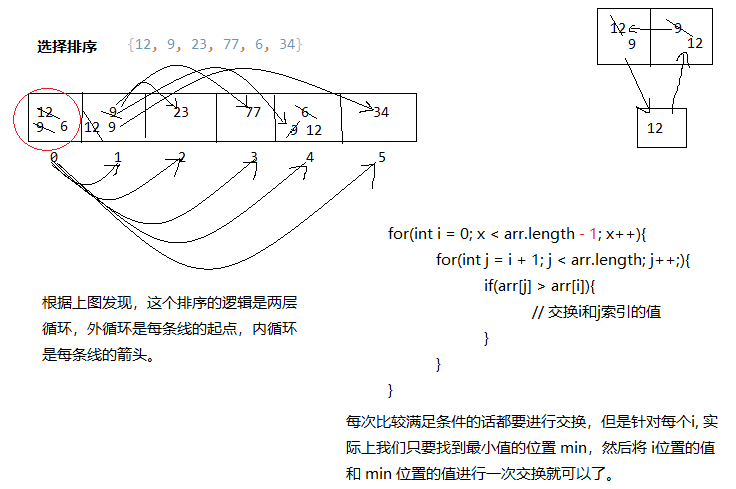 选择排序 {12, 9, 23, 77, 6, 34}
12 9
9 12
12
12 9 23 77 6 34
9 6 12 9 9 12
0 1 2 3 4 5
for(int i = 0; x < arr.length - 1; x++){
for(int j = i + 1; j < arr.length; j++;){
if(arr[j] > arr[i]){
// 交换i和j索引的值
}
}
}
根据上图发现，这个排序的逻辑是两层
循环，外循环是每条线的起点，内循环
是每条线的箭头。
每次比较满足条件的话都要进行交换，但是针对每个i, 实
际上我们只要找到最小值的位置 min，然后将 i位置的值
和 min 位置的值进行一次交换就可以了。